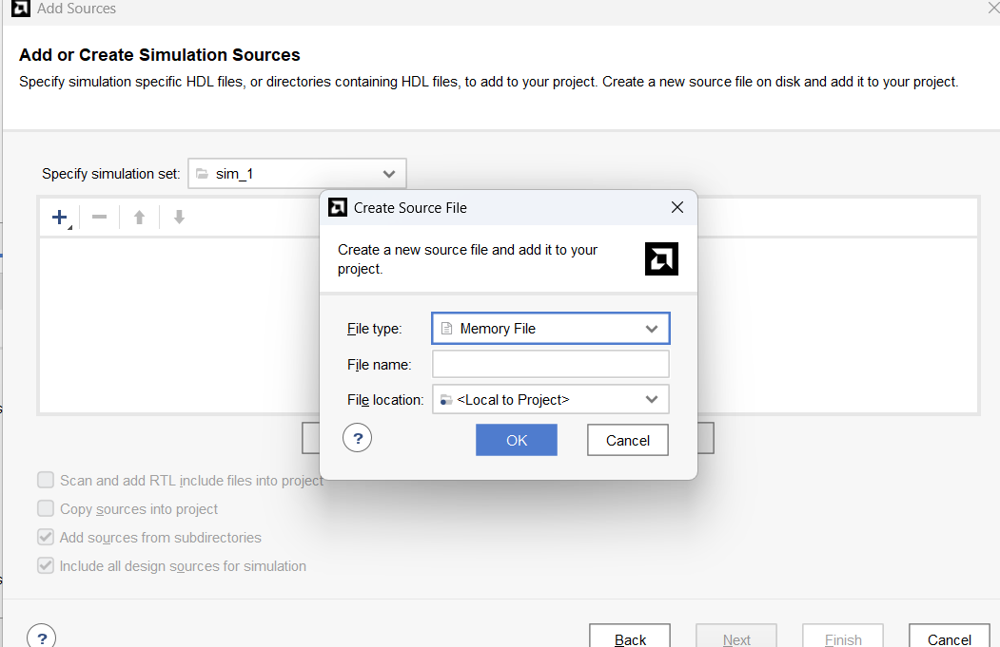 Add Sources
Add or Create Simulation Sources
Specify simulation specific HDL files, or directories containing HDL files, to add to your project. Create a new source file on disk and add it to your project.
Specify simulation set: sim_1
Create Source File
Create a new source file and add it to your
project.
File type: Memory File
File name:
File location: <Local to Project>
? OK Cancel
Scan and add RTL include files into project
Copy sources into project
Add sources from subdirectories
Include all design sources for simulation
? Back Next Finish Cancel